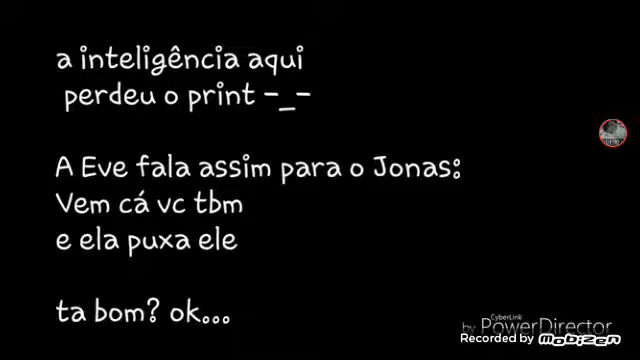 a inteligência aqui
perdeu o print -_-
A Eve fala assim para o Jonas:
Vem cá vc tbm
e ela puxa ele
ta bom? ok...
CyberLink
by PowerDirector
Recorded by mobizen